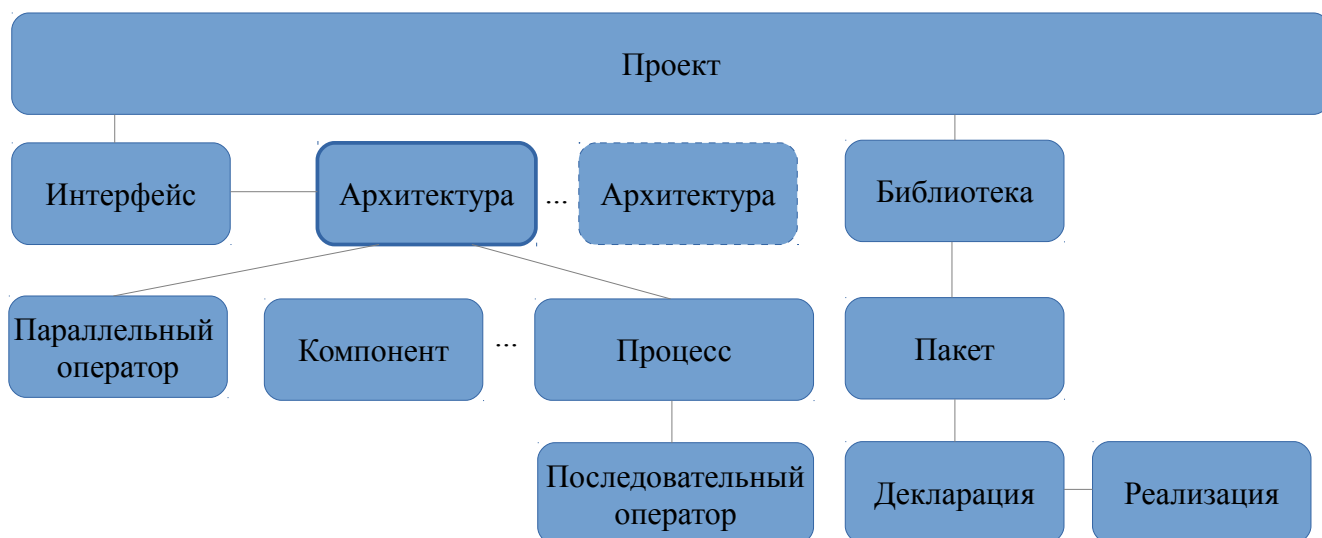 Проект
Интерфейс
Архитектура
...
Архитектура
Библиотека
Параллельный
оператор
Компонент
...
Процесс
Пакет
Последовательный
оператор
Декларация
Реализация